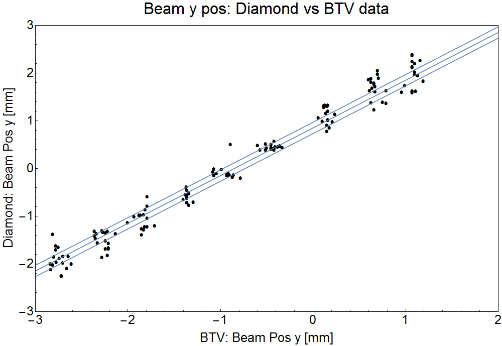 Beam y pos: Diamond vs BTV data
Diamond: Beam Pos y [mm]
3
2
1
0
−1
−2
−3
−3 −2 −1 0 1 2
BTV: Beam Pos y [mm]